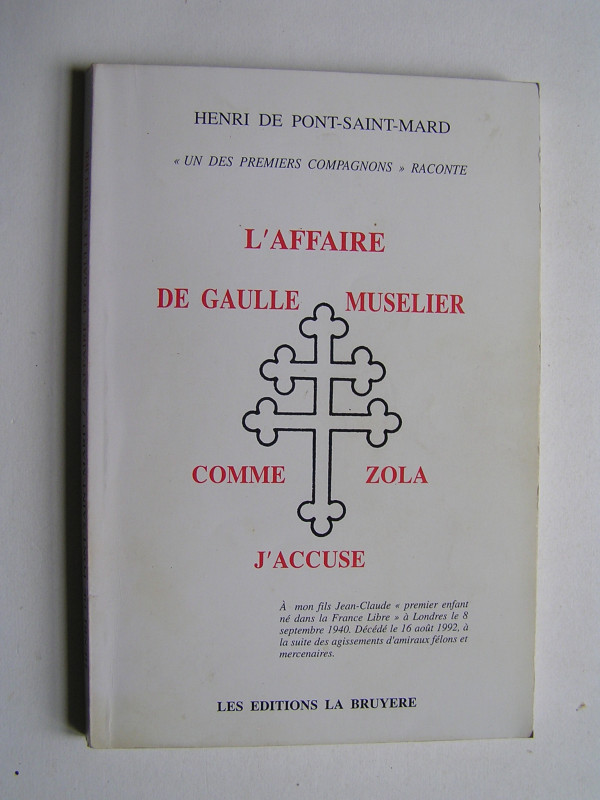 HENRI DE PONT-SAINT-MARD
« UN DES PREMIERS COMPAGNONS » RACONTE
L'AFFAIRE
DE GAULLE MUSELIER
COMME ZOLA
J'ACCUSE
À mon fils Jean-Claude « premier enfant
né dans la France Libre » à Londres le 8
septembre 1940. Décédé le 16 août 1992, à
la suite des agissements d'amiraux félons et
mercenaires.
LES EDITIONS LA BRUYERE